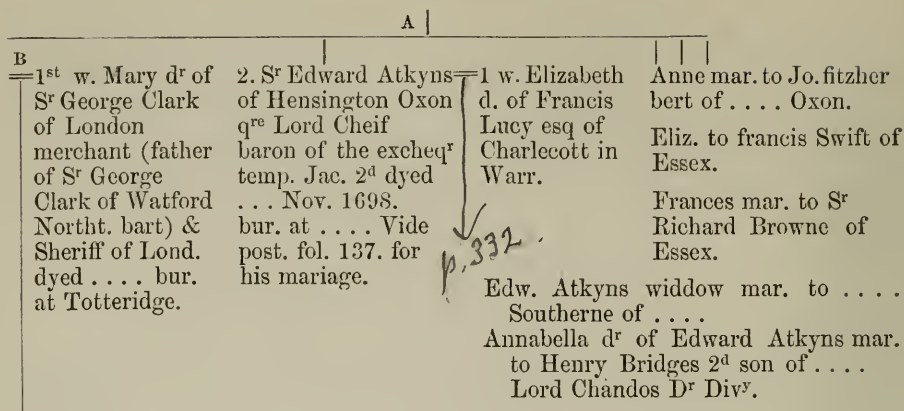 A
B
1st w. Mary dr of
Sr George Clark
of London
merchant (father
of Sr George
Clark of Watford
Northt. bart) &
Sheriff of Lond.
dyed .... bur.
at Totteridge.
2. Sr Edward Atkyns
of Hensington Oxon
qre Lord Cheif
baron of the excheqr
temp. Jac. 2d dyed
... Nov. 1698.
bur. at .... Vide
post. fol. 137. for
his mariage.
1 w. Elizabeth
d. of Francis
Lucy esq of
Charlecott in
Warr.
p. 332.
Anne mar. to Jo. fitzher
bert of .... Oxon.
Eliz. to francis Swift of
Essex.
Frances mar. to Sr
Richard Browne of
Essex.
Edw. Atkyns widdow mar. to ....
Southerne of ....
Annabella dr of Edward Atkyns mar.
to Henry Bridges 2d son of ....
Lord Chandos Dr Divy.